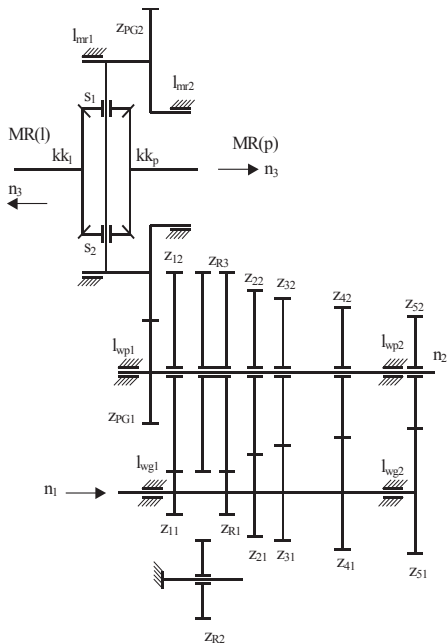 z_PG2
l_mr1
l_mr2
s_1
MR(l)
MR(p)
kk_l
kk_p
n_3
n_3
s_2
z_12
z_R3
z_22
z_32
z_42
z_52
l_wp1
l_wp2
n_2
z_PG1
l_wg1
l_wg2
n_1
z_11
z_R1
z_21
z_31
z_41
z_51
z_R2